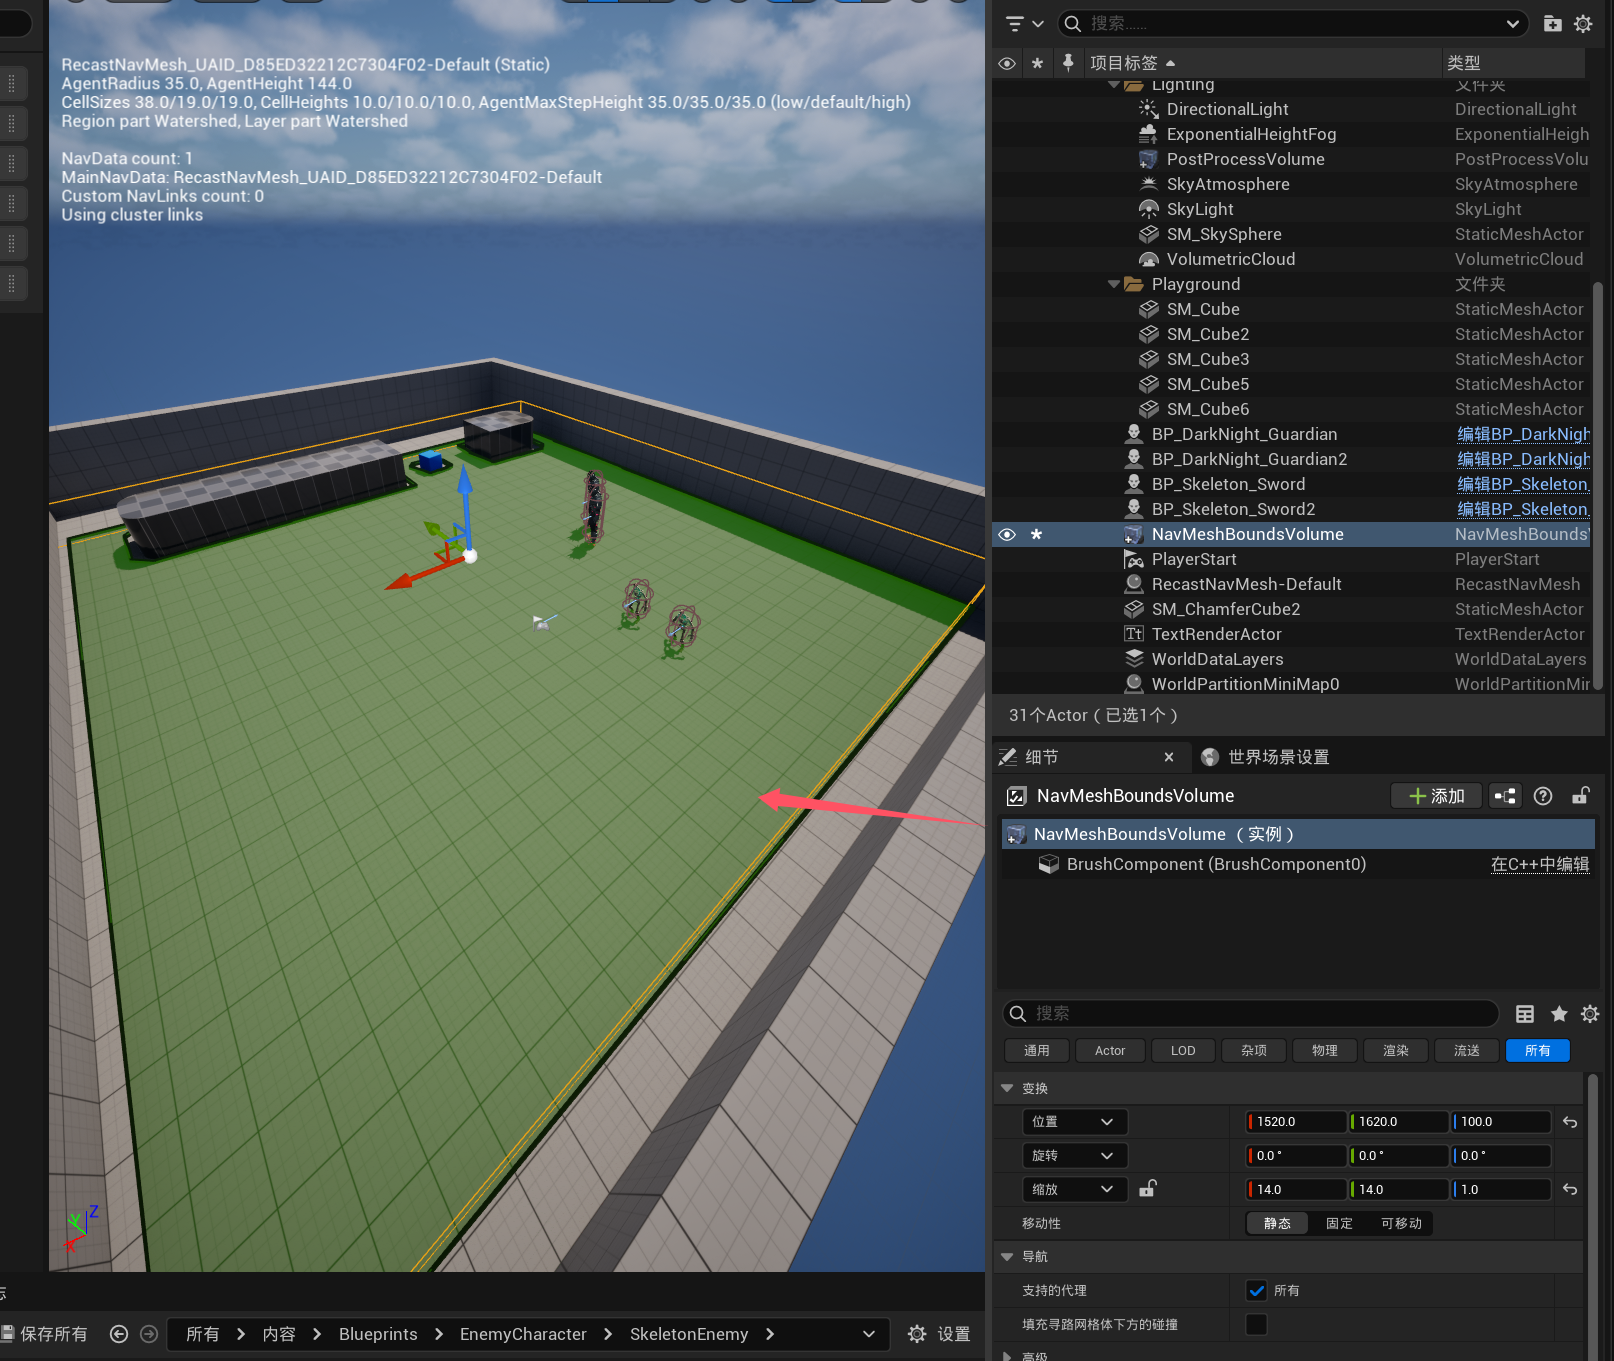 RecastNavMesh_UAID_D85ED32212C7304F02-Default (Static)
AgentRadius 35.0, AgentHeight 144.0
CellSizes 38.0/19.0/19.0, CellHeights 10.0/10.0/10.0, AgentMaxStepHeight 35.0/35.0/35.0 (low/default/high)
Region part Watershed, Layer part Watershed
NavData count: 1
MainNavData: RecastNavMesh_UAID_D85ED32212C7304F02-Default
Custom NavLinks count: 0
Using cluster links
Z
Y
X
保存所有
所有 > 内容 > Blueprints > EnemyCharacter > SkeletonEnemy >
设置
搜索......
项目标签 类型
Lighting 文件夹
DirectionalLight DirectionalLight
ExponentialHeightFog ExponentialHeigh
PostProcessVolume PostProcessVolu
SkyAtmosphere SkyAtmosphere
SkyLight SkyLight
SM_SkySphere StaticMeshActor
VolumetricCloud VolumetricCloud
Playground 文件夹
SM_Cube StaticMeshActor
SM_Cube2 StaticMeshActor
SM_Cube3 StaticMeshActor
SM_Cube5 StaticMeshActor
SM_Cube6 StaticMeshActor
BP_DarkNight_Guardian 编辑BP_DarkNigh
BP_DarkNight_Guardian2 编辑BP_DarkNigh
BP_Skeleton_Sword 编辑BP_Skeleton_
BP_Skeleton_Sword2 编辑BP_Skeleton_
NavMeshBoundsVolume NavMeshBounds
PlayerStart PlayerStart
RecastNavMesh-Default RecastNavMesh
SM_ChamferCube2 StaticMeshActor
TextRenderActor TextRenderActor
WorldDataLayers WorldDataLayers
WorldPartitionMiniMap0 WorldPartitionMir
31个Actor（已选1个）
细节 世界场景设置
NavMeshBoundsVolume 添加
NavMeshBoundsVolume （实例）
BrushComponent (BrushComponent0) 在C++中编辑
搜索
通用 Actor LOD 杂项 物理 渲染 流送 所有
变换
位置 1520.0 1620.0 100.0
旋转 0.0° 0.0° 0.0°
缩放 14.0 14.0 1.0
移动性 静态 固定 可移动
导航
支持的代理 所有
填充寻路网格体下方的碰撞
高级